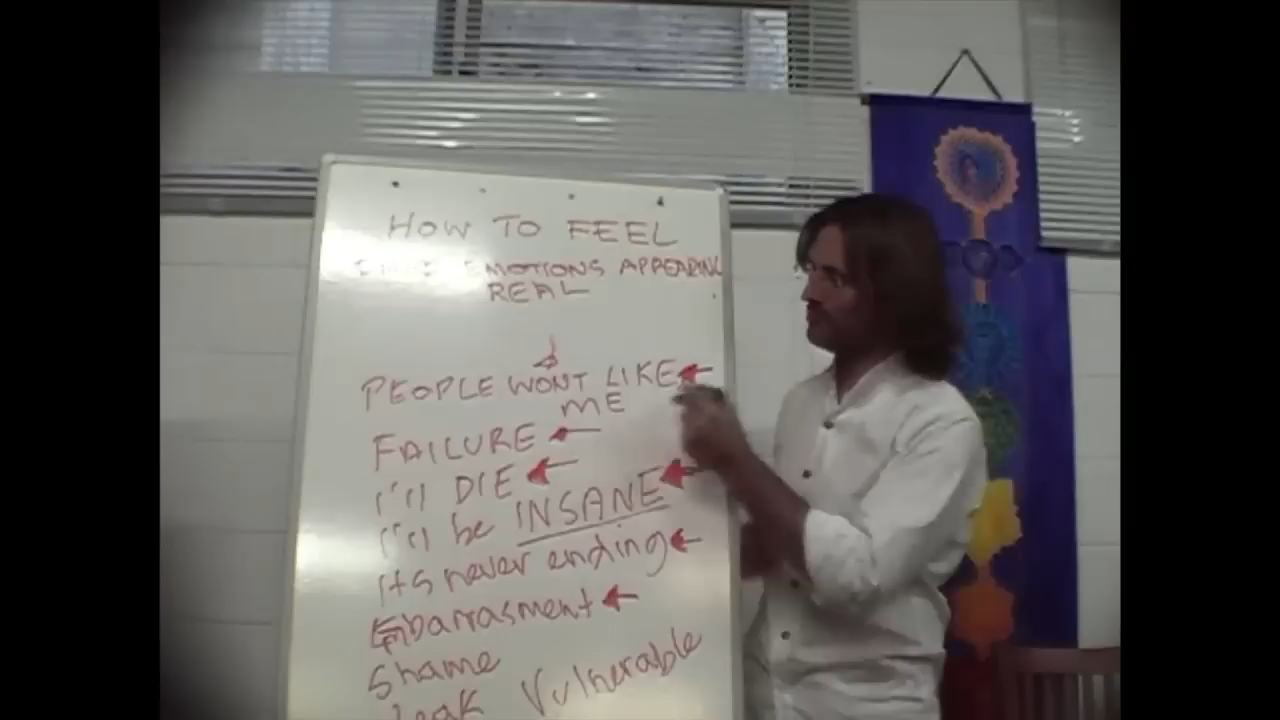 HOW TO FEEL
EMOTIONS APPEARING
REAL
PEOPLE WONT LIKE
ME
FAILURE
I'll DIE
I'll be INSANE
Its never ending
Embarrasment
Shame
Vulnerable